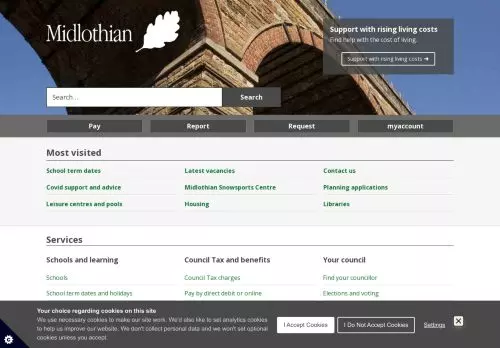 Midlothian
Support with rising living costs
Find help with the cost of living.
Support with rising living costs ➔
Search...
Search
Pay
Report
Request
myaccount
Most visited
School term dates
Latest vacancies
Contact us
Covid support and advice
Midlothian Snowsports Centre
Planning applications
Leisure centres and pools
Housing
Libraries
Services
Schools and learning
Council Tax and benefits
Your council
Schools
Council Tax charges
Find your councillor
School term dates and holidays
Pay by direct debit or online
Elections and voting
Your choice regarding cookies on this site
We use necessary cookies to make our site work. We'd also like to set analytics cookies
to help us improve our website. We don't collect personal data and we won't set optional
cookies unless you accept.
I Accept Cookies
I Do Not Accept Cookies
Settings